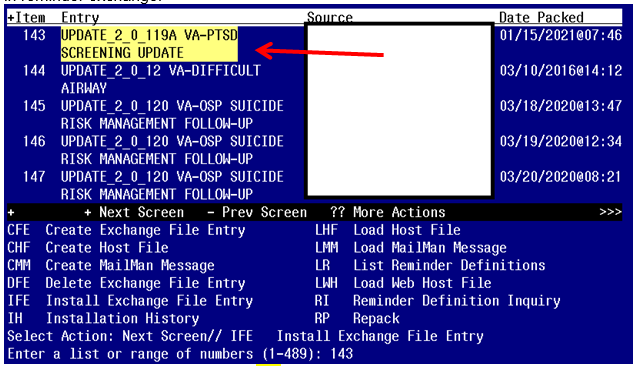 +Item  Entry  Source  Date Packed
143  UPDATE_2_0_119A VA-PTSD  01/15/2021@07:46
SCREENING UPDATE
144  UPDATE_2_0_12 VA-DIFFICULT  03/10/2016@14:12
AIRWAY
145  UPDATE_2_0_120 VA-OSP SUICIDE  03/18/2020@13:47
RISK MANAGEMENT FOLLOW-UP
146  UPDATE_2_0_120 VA-OSP SUICIDE  03/19/2020@12:34
RISK MANAGEMENT FOLLOW-UP
147  UPDATE_2_0_120 VA-OSP SUICIDE  03/20/2020@08:21
RISK MANAGEMENT FOLLOW-UP
+  + Next Screen  - Prev Screen  ?? More Actions  >>>
CFE  Create Exchange File Entry  LHF  Load Host File
CHF  Create Host File  LMM  Load MailMan Message
CMM  Create MailMan Message  LR  List Reminder Definitions
DFE  Delete Exchange File Entry  LWH  Load Web Host File
IFE  Install Exchange File Entry  RI  Reminder Definition Inquiry
IH  Installation History  RP  Repack
Select Action: Next Screen// IFE  Install Exchange File Entry
Enter a list or range of numbers (1-489): 143